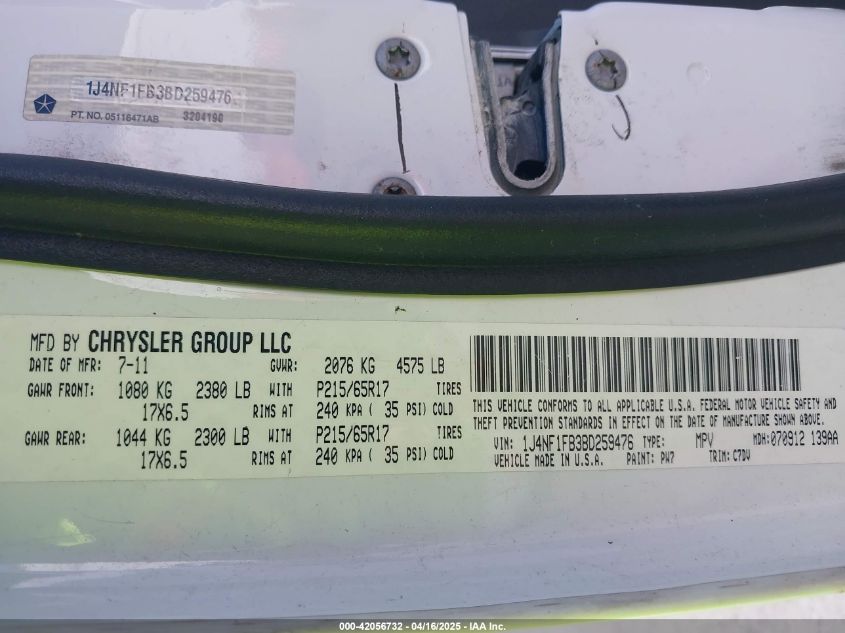 1J4NF1FB3BD259476
PT. NO. 05116471AB 3204190
MFD BY CHRYSLER GROUP LLC
DATE OF MFR: 7-11 GVWR: 2076 KG 4575 LB
GAWR FRONT: 1080 KG 2380 LB WITH P215/65R17 TIRES
17X6.5 RIMS AT 240 KPA ( 35 PSI) COLD
GAWR REAR: 1044 KG 2300 LB WITH P215/65R17 TIRES
17X6.5 RIMS AT 240 KPA ( 35 PSI) COLD
THIS VEHICLE CONFORMS TO ALL APPLICABLE U.S.A. FEDERAL MOTOR VEHICLE SAFETY AND
THEFT PREVENTION STANDARDS IN EFFECT ON THE DATE OF MANUFACTURE SHOWN ABOVE.
VIN: 1J4NF1FB3BD259476 TYPE: MPV MDH: 070912 139AA
VEHICLE MADE IN U.S.A. PAINT: PW7 TRIM: C7DV
000-42056732 - 04/16/2025 - IAA Inc.